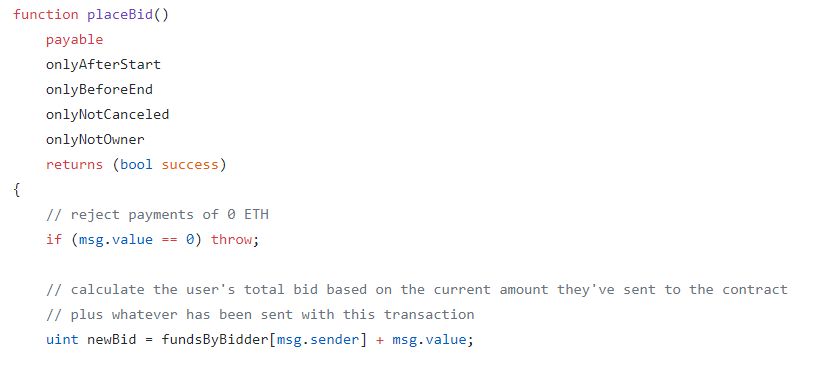 function placeBid()
payable
onlyAfterStart
onlyBeforeEnd
onlyNotCanceled
onlyNotOwner
returns (bool success)
{
// reject payments of 0 ETH
if (msg.value == 0) throw;
// calculate the user's total bid based on the current amount they've sent to the contract
// plus whatever has been sent with this transaction
uint newBid = fundsByBidder[msg.sender] + msg.value;